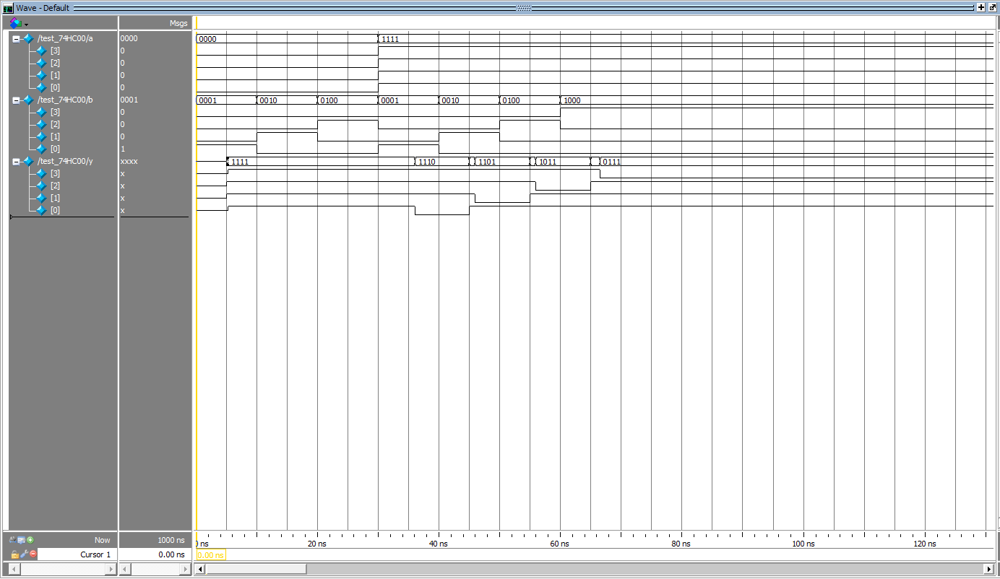 Wave - Default
Msgs
/test_74HC00/a 0000 0000 1111
[3] 0
[2] 0
[1] 0
[0] 0
/test_74HC00/b 0001 0001 0010 0100 0001 0010 0100 1000
[3] 0
[2] 0
[1] 0
[0] 1
/test_74HC00/y xxxx 1111 1110 1101 1011 0111
[3] x
[2] x
[1] x
[0] x
Now 1000 ns 0 ns 20 ns 40 ns 60 ns 80 ns 100 ns 120 ns
Cursor 1 0.00 ns 0.00 ns